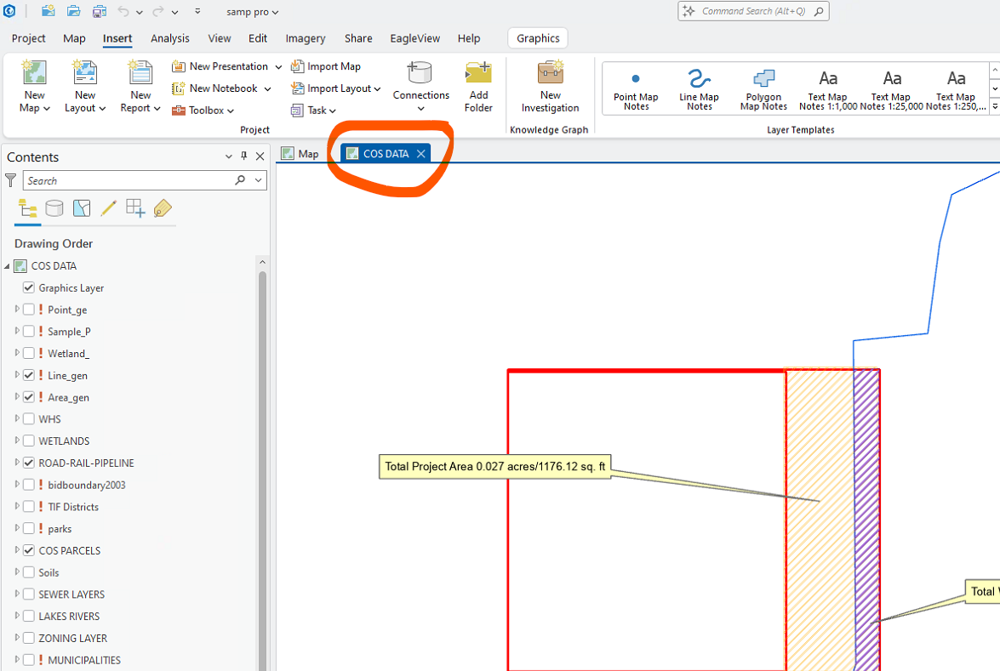 samp pro
Command Search (Alt+Q)
Project Map Insert Analysis View Edit Imagery Share EagleView Help Graphics
New Map
New Layout
New Report
New Presentation
New Notebook
Toolbox
Import Map
Import Layout
Task
Connections
Add Folder
Project
New Investigation
Knowledge Graph
Point Map Notes
Line Map Notes
Polygon Map Notes
Aa
Text Map Notes 1:1,000
Aa
Text Map Notes 1:25,000
Aa
Text Map Notes 1:250,...
Layer Templates
Contents
Search
Map
COS DATA
Drawing Order
COS DATA
Graphics Layer
! Point_ge
! Sample_P
! Wetland_
! Line_gen
! Area_gen
WHS
WETLANDS
ROAD-RAIL-PIPELINE
! bidboundary2003
! TIF Districts
! parks
COS PARCELS
Soils
SEWER LAYERS
LAKES RIVERS
ZONING LAYER
! MUNICIPALITIES
Total Project Area 0.027 acres/1176.12 sq. ft
Total